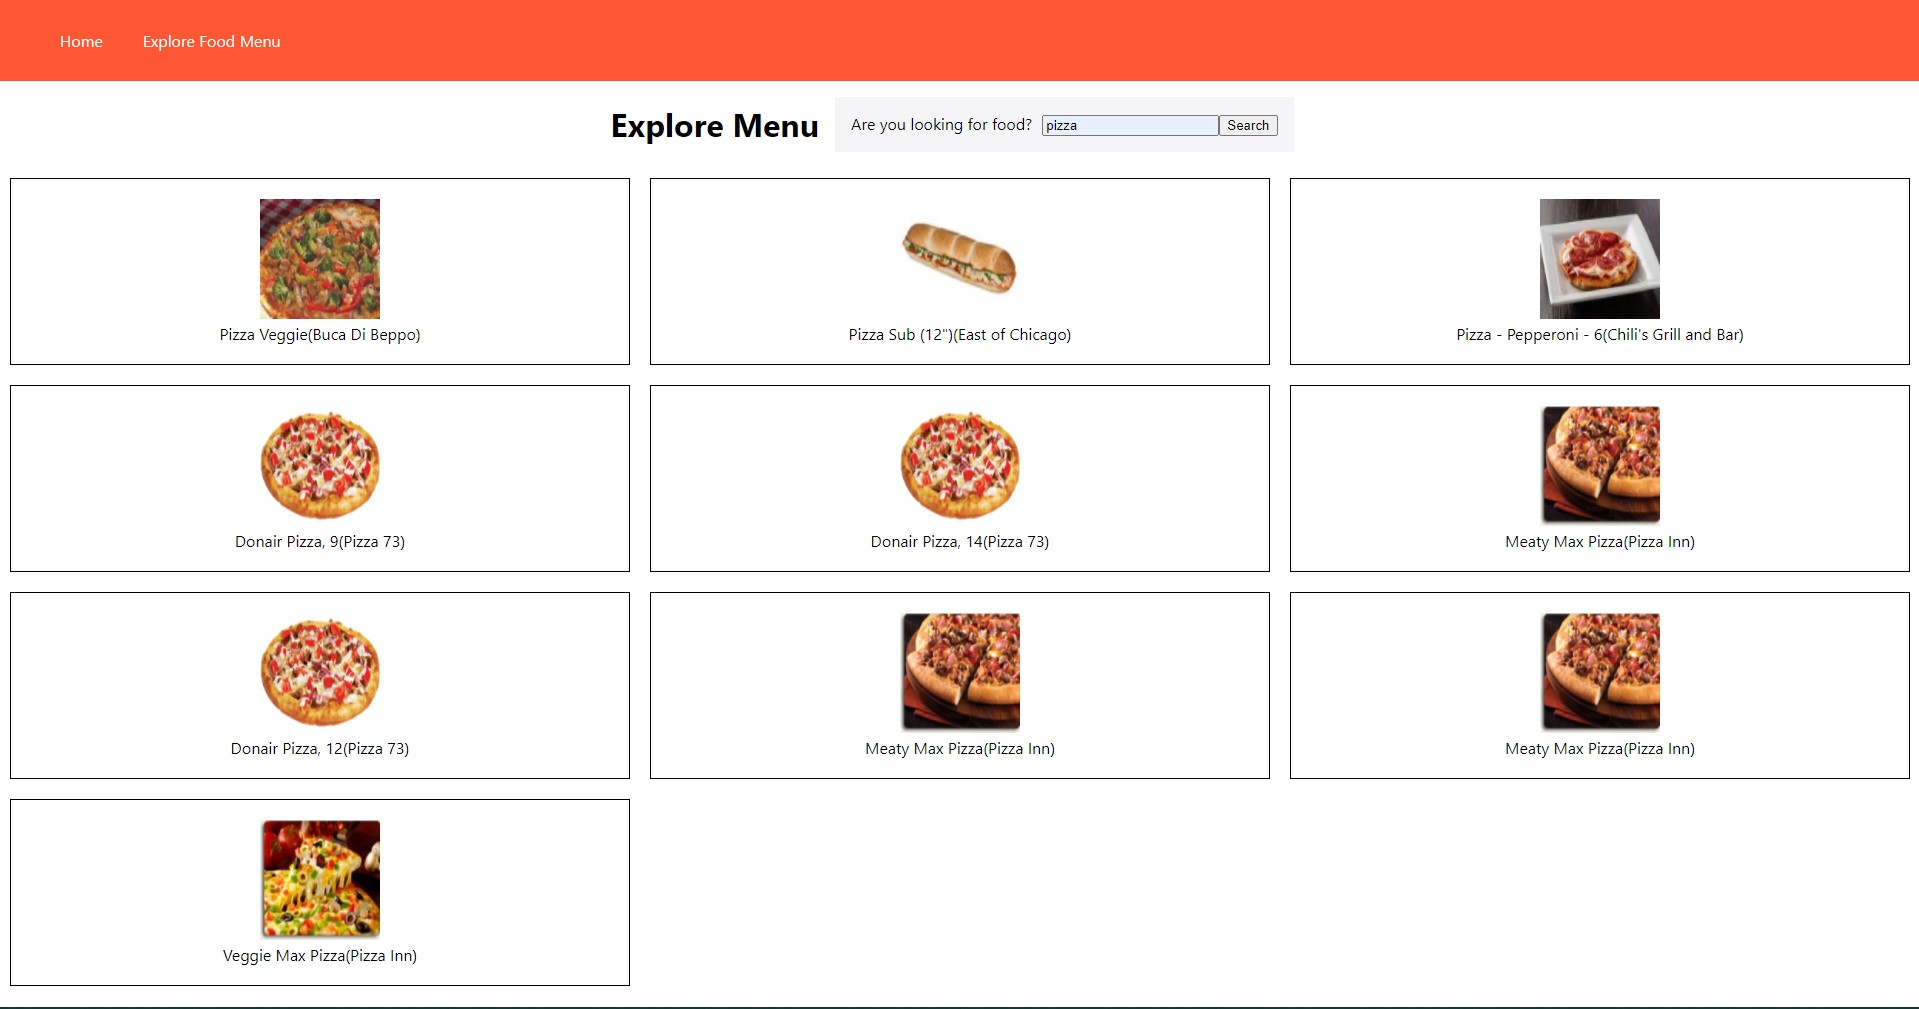 Home
Explore Food Menu
Explore Menu
Are you looking for food?
pizza
Search
Pizza Veggie(Buca Di Beppo)
Pizza Sub (12")(East of Chicago)
Pizza - Pepperoni - 6(Chili's Grill and Bar)
Donair Pizza, 9(Pizza 73)
Donair Pizza, 14(Pizza 73)
Meaty Max Pizza(Pizza Inn)
Donair Pizza, 12(Pizza 73)
Meaty Max Pizza(Pizza Inn)
Meaty Max Pizza(Pizza Inn)
Veggie Max Pizza(Pizza Inn)